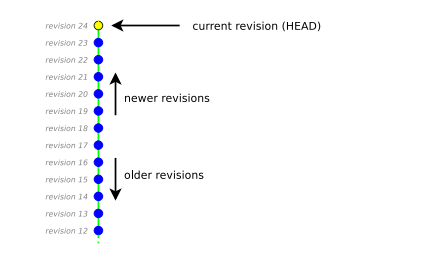 revision 24
current revision (HEAD)
revision 23
revision 22
revision 21
revision 20
newer revisions
revision 19
revision 18
revision 17
revision 16
revision 15
older revisions
revision 14
revision 13
revision 12